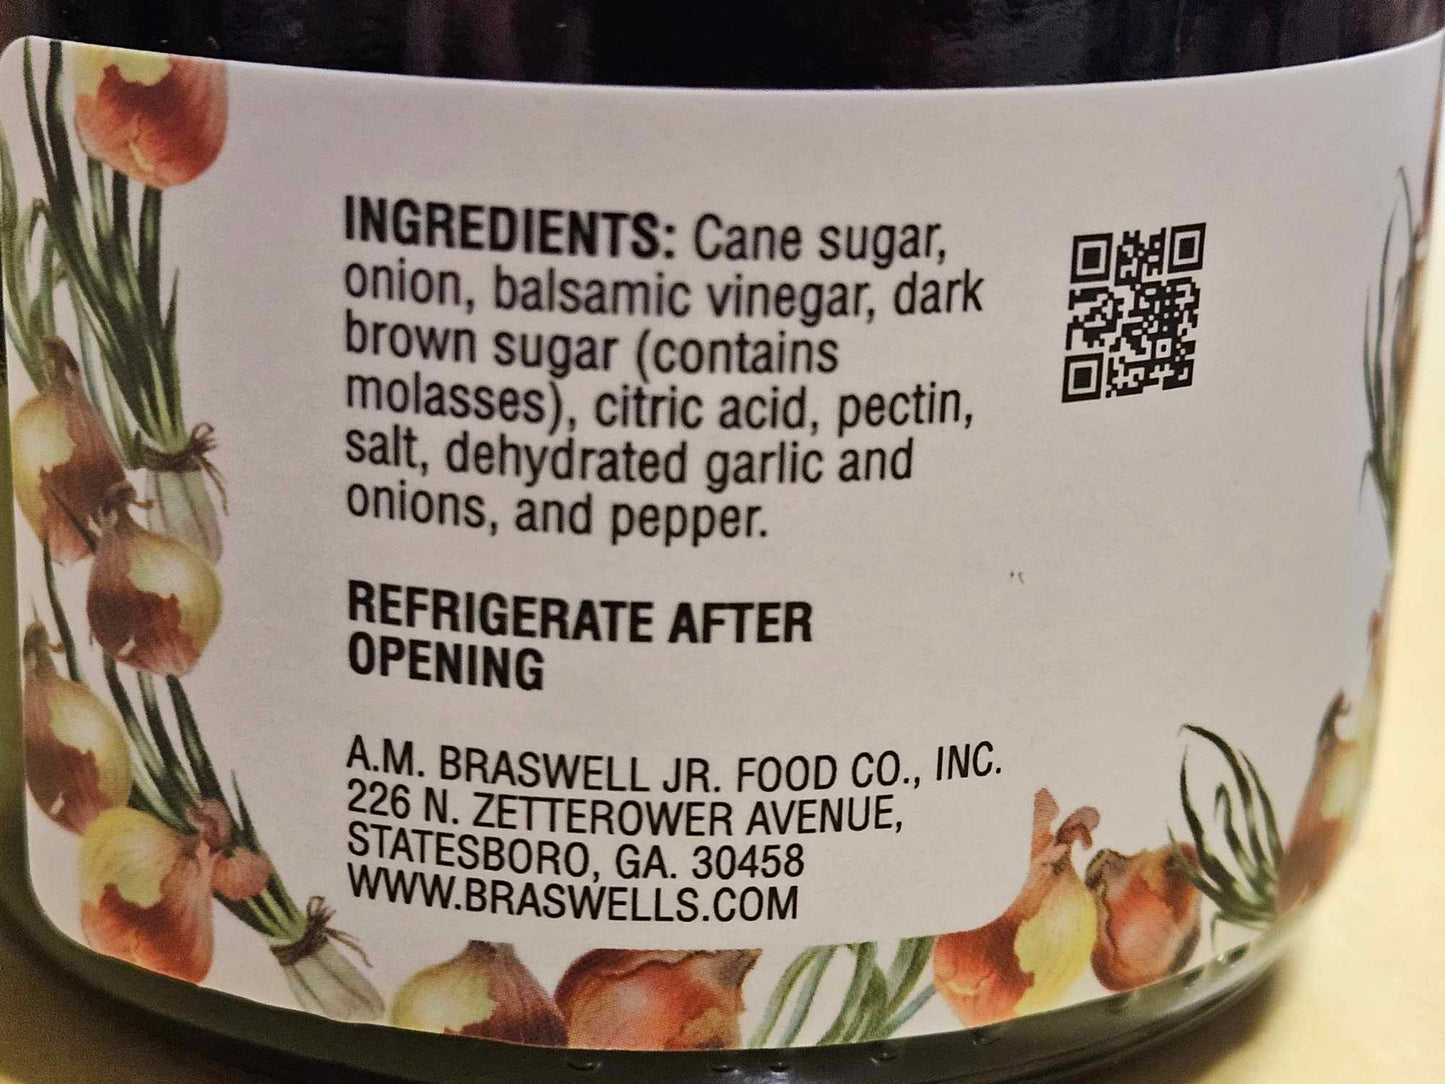 INGREDIENTS: Cane sugar,
onion, balsamic vinegar, dark
brown sugar (contains
molasses), citric acid, pectin,
salt, dehydrated garlic and
onions, and pepper.
REFRIGERATE AFTER
OPENING
A.M. BRASWELL JR. FOOD CO., INC.
226 N. ZETTEROWER AVENUE,
STATESBORO, GA. 30458
WWW.BRASWELLS.COM